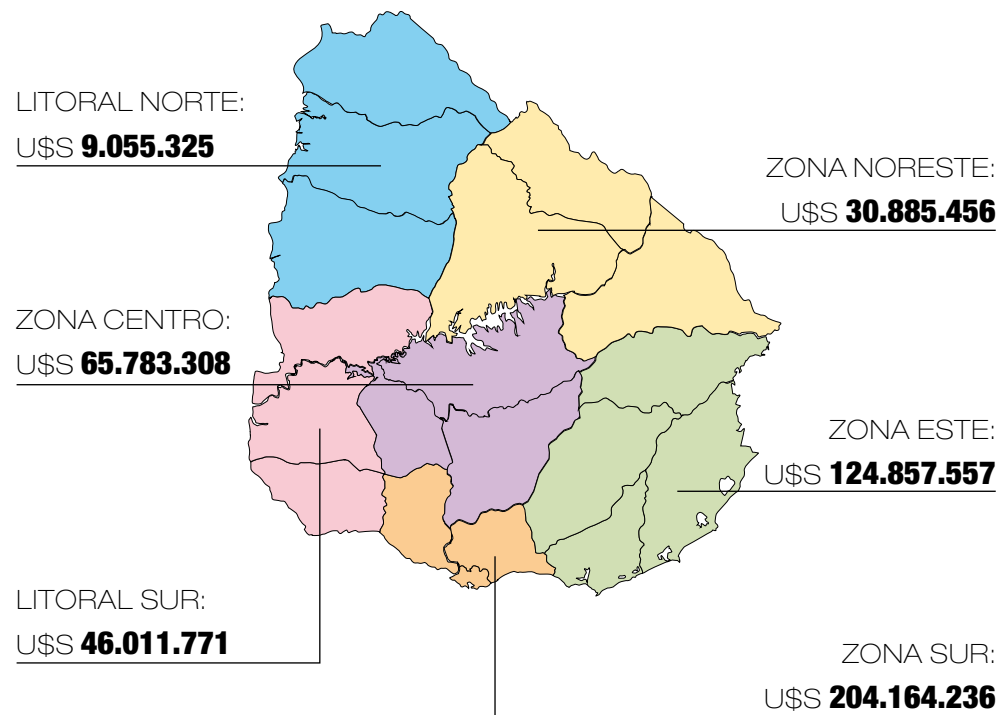 LITORAL NORTE:
U$S 9.055.325
ZONA NORESTE:
U$S 30.885.456
ZONA CENTRO:
U$S 65.783.308
ZONA ESTE:
U$S 124.857.557
LITORAL SUR:
U$S 46.011.771
ZONA SUR:
U$S 204.164.236